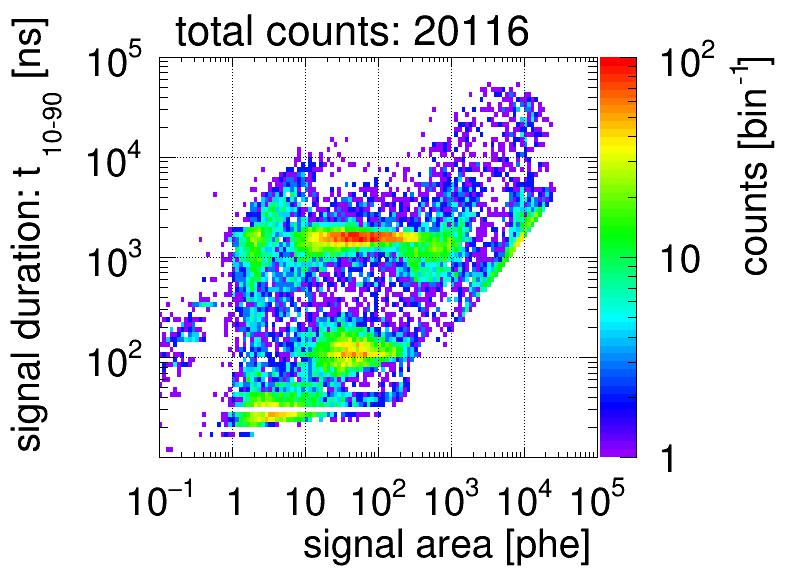 total counts: 20116
signal duration: t 10-90 [ns]
10^5
10^4
10^3
10^2
10^−1 1 10 10^2 10^3 10^4 10^5
signal area [phe]
10^2
10
1
counts [bin^-1]